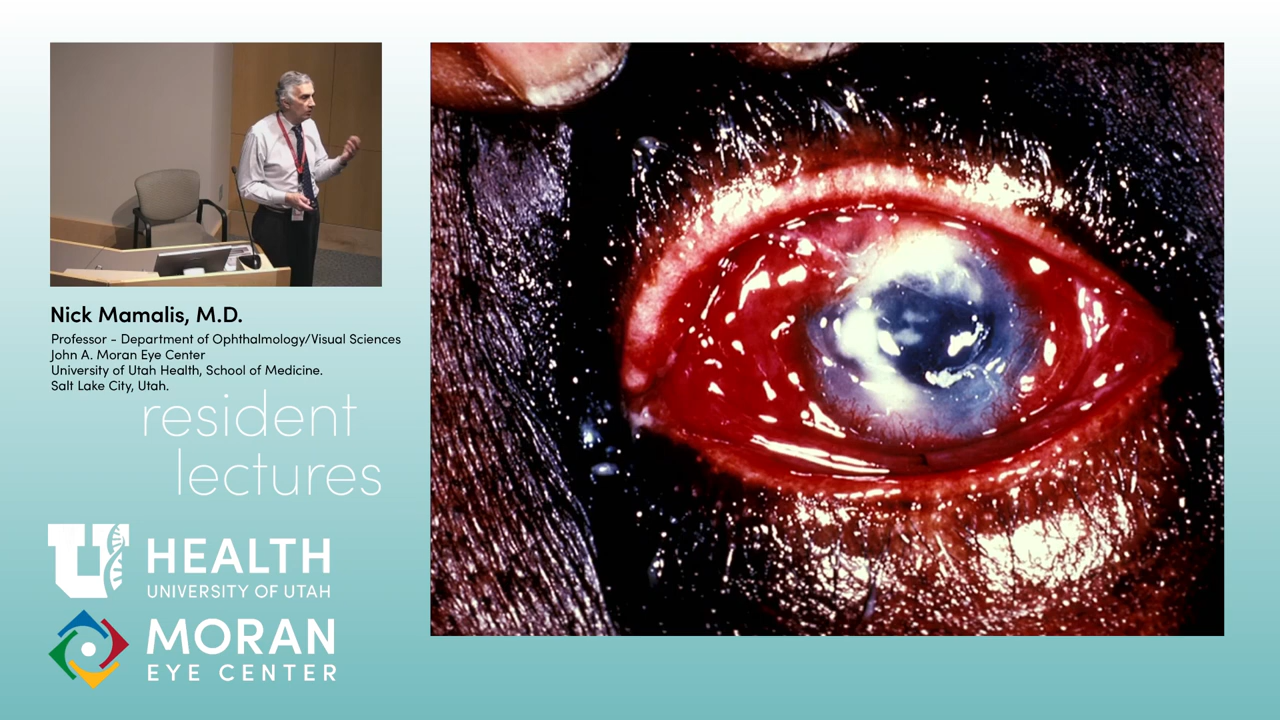 Nick Mamalis, M.D.
Professor - Department of Ophthalmology/Visual Sciences
John A. Moran Eye Center
University of Utah Health, School of Medicine.
Salt Lake City, Utah.
resident
lectures
U HEALTH
UNIVERSITY OF UTAH
MORAN
EYE CENTER